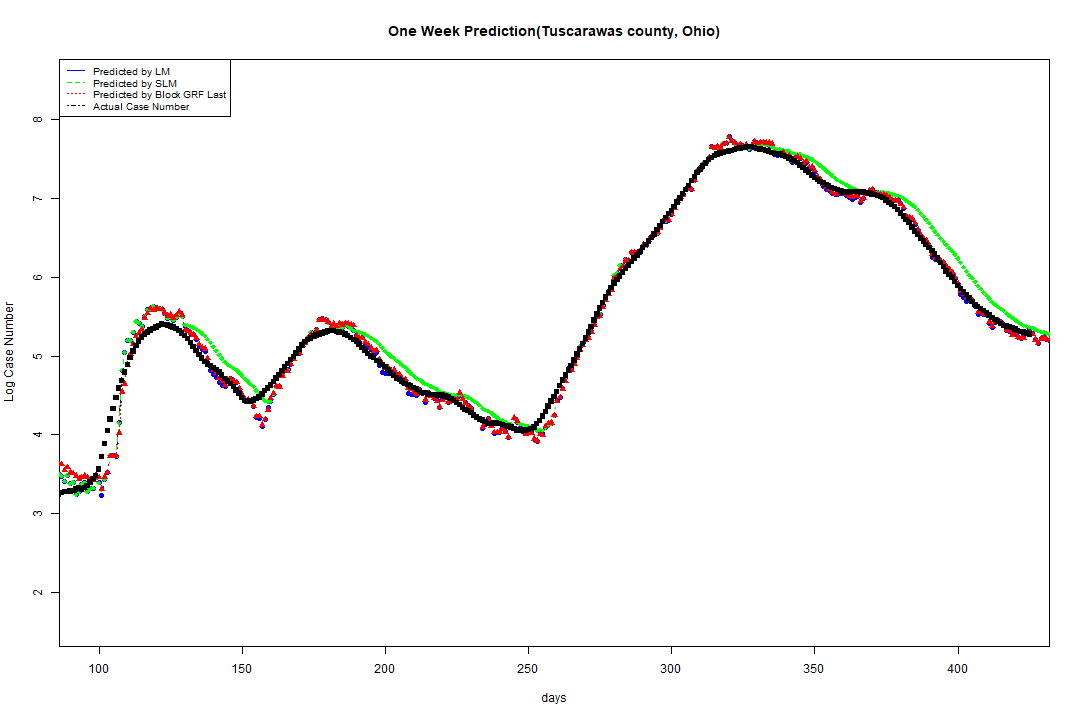 One Week Prediction(Tuscarawas county, Ohio)
Predicted by LM
Predicted by SLM
Predicted by Block GRF Last
Actual Case Number
8
7
6
5
4
3
2
Log Case Number
100 150 200 250 300 350 400
days